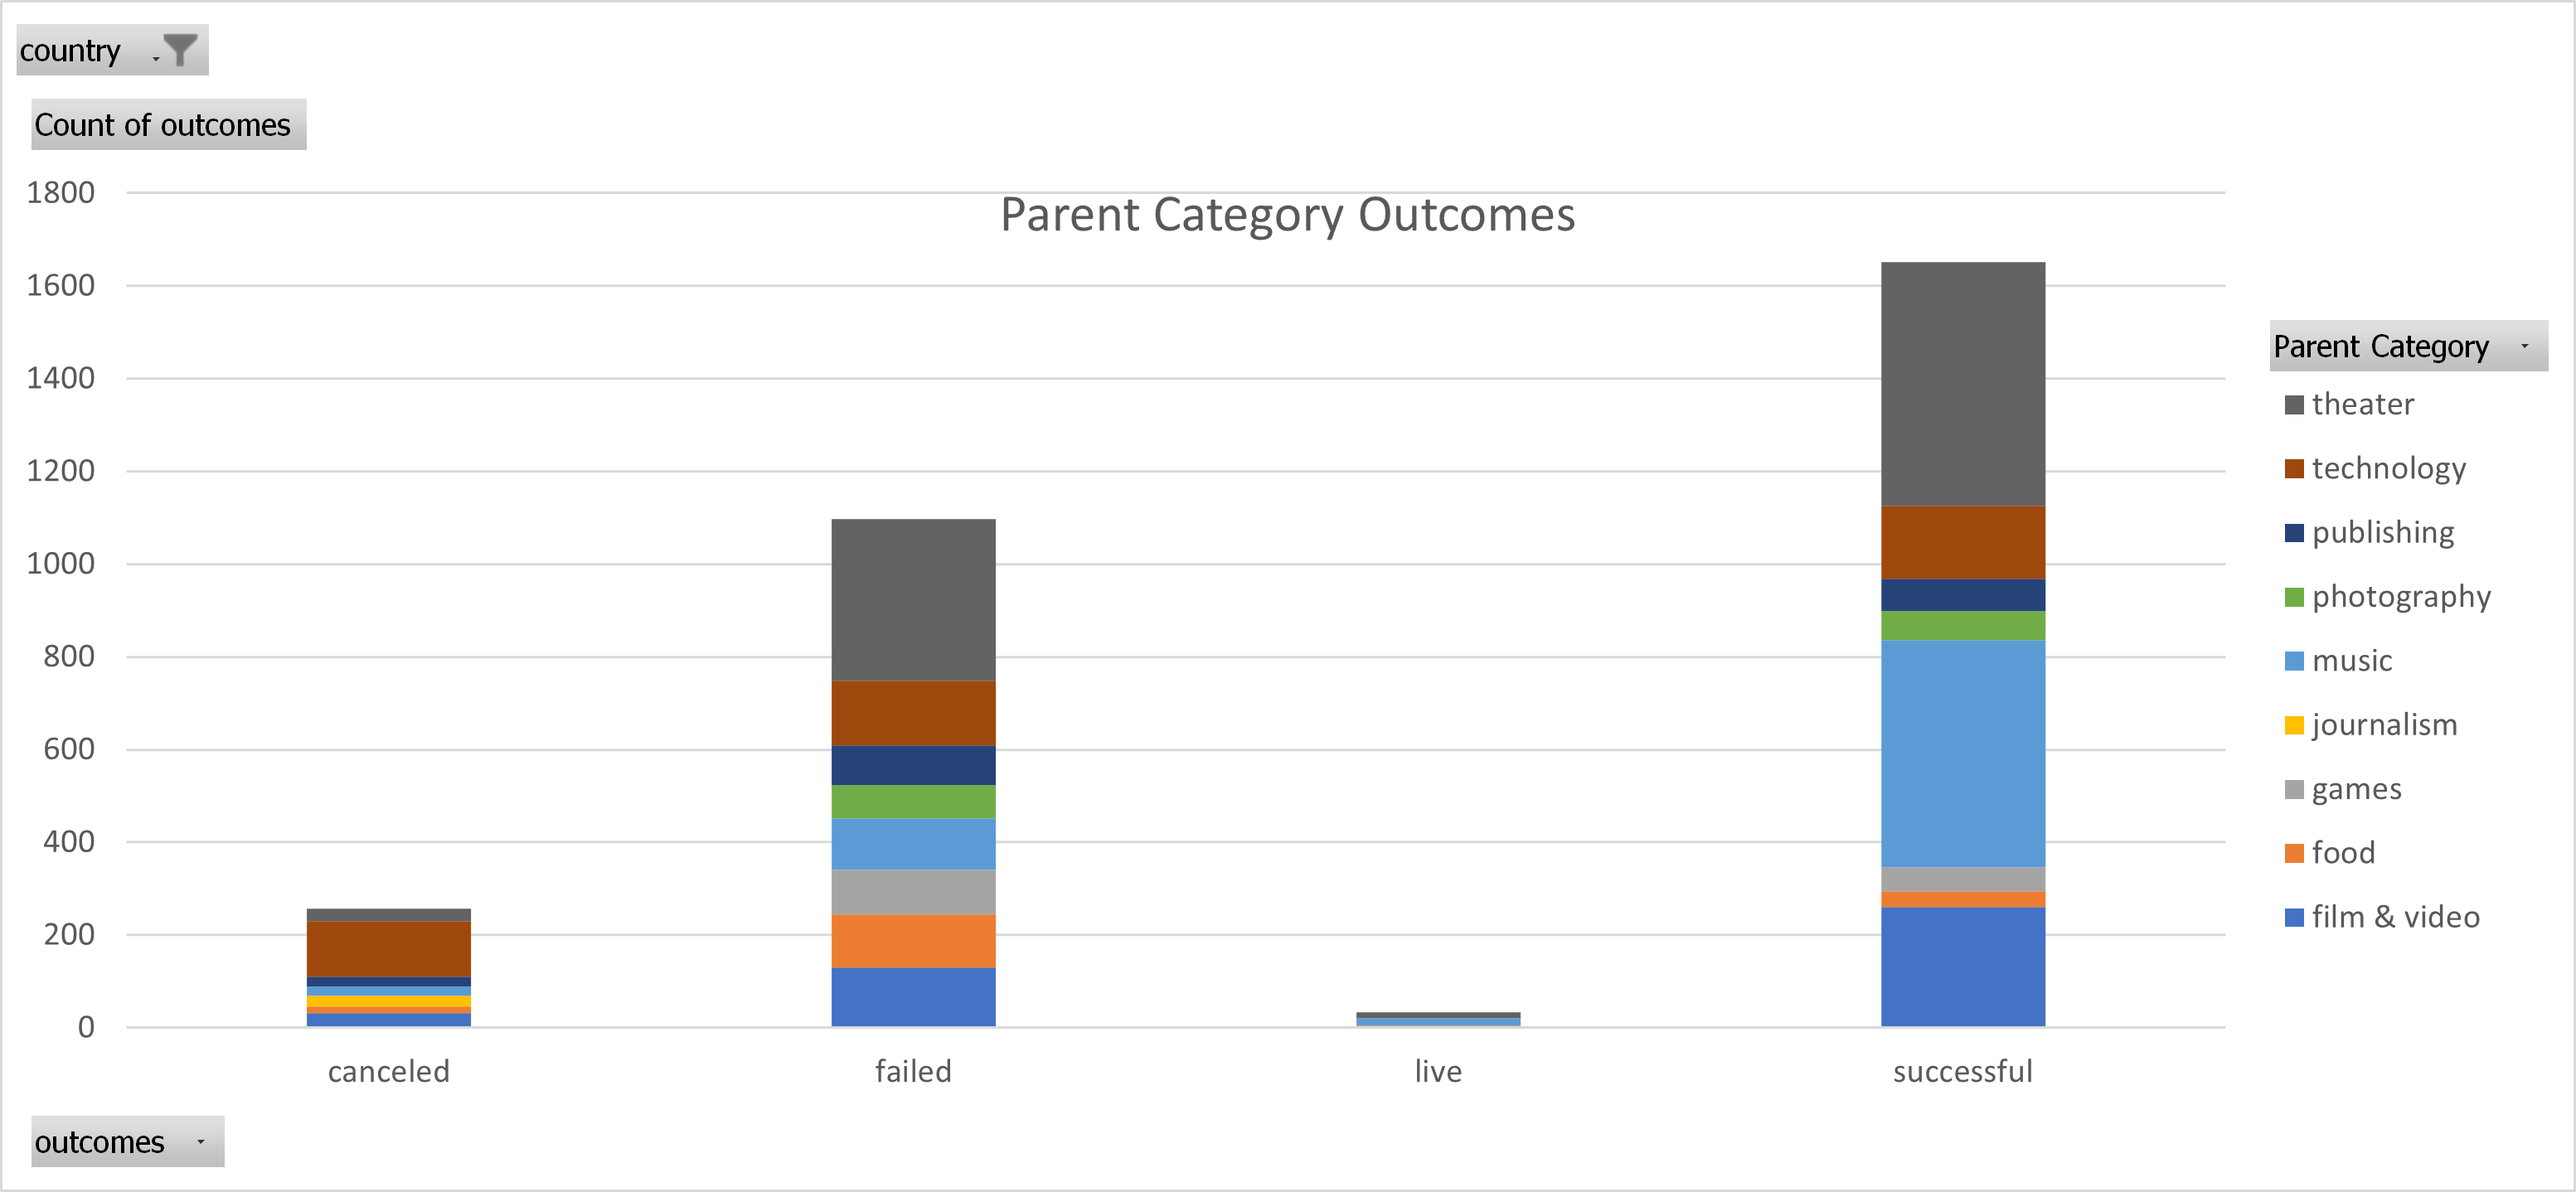 country
Count of outcomes
Parent Category Outcomes
1800
1600
1400
1200
1000
800
600
400
200
0
canceled failed live successful
Parent Category
theater
technology
publishing
photography
music
journalism
games
food
film & video
outcomes